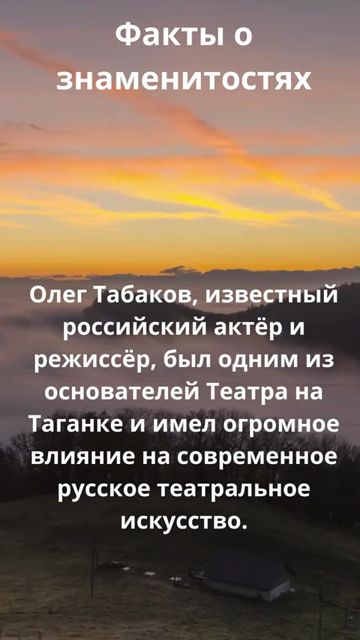 Факты о
знаменитостях
Олег Табаков, известный
российский актёр и
режиссёр, был одним из
основателей Театра на
Таганке и имел огромное
влияние на современное
русское театральное
искусство.